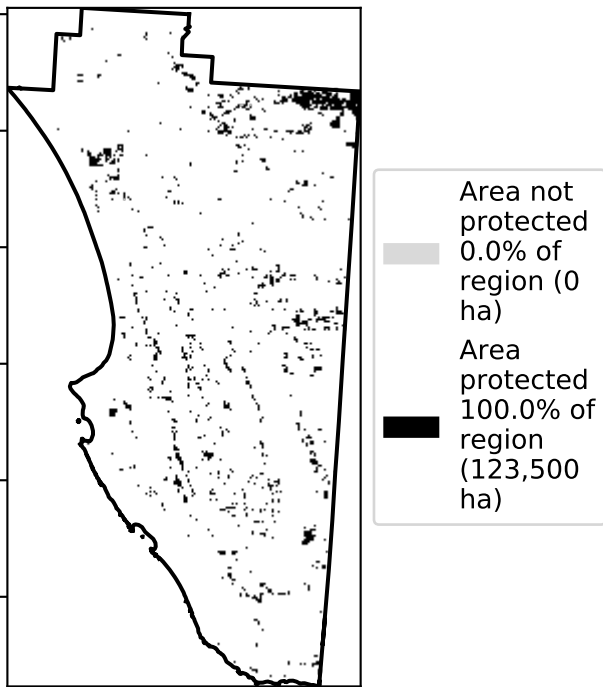 Area not
protected
0.0% of
region (0
ha)
Area
protected
100.0% of
region
(123,500
ha)